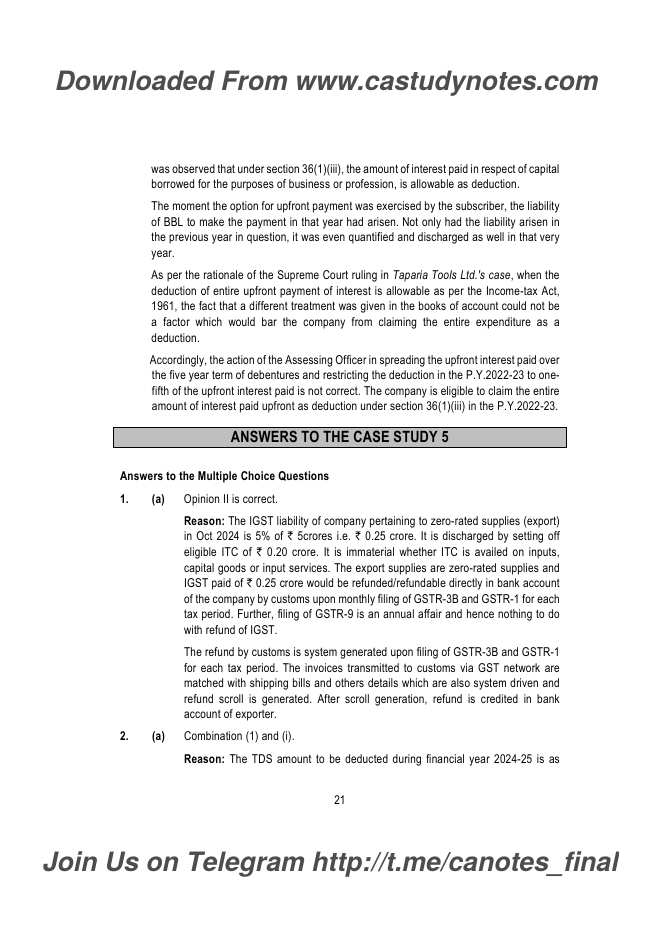 Downloaded From www.castudynotes.com
was observed that under section 36(1)(iii), the amount of interest paid in respect of capital
borrowed for the purposes of business or profession, is allowable as deduction.
The moment the option for upfront payment was exercised by the subscriber, the liability
of BBL to make the payment in that year had arisen. Not only had the liability arisen in
the previous year in question, it was even quantified and discharged as well in that very
year.
As per the rationale of the Supreme Court ruling in Taparia Tools Ltd.'s case, when the
deduction of entire upfront payment of interest is allowable as per the Income-tax Act,
1961, the fact that a different treatment was given in the books of account could not be
a factor which would bar the company from claiming the entire expenditure as a
deduction.
Accordingly, the action of the Assessing Officer in spreading the upfront interest paid over
the five year term of debentures and restricting the deduction in the P.Y.2022-23 to one-
fifth of the upfront interest paid is not correct. The company is eligible to claim the entire
amount of interest paid upfront as deduction under section 36(1)(iii) in the P.Y.2022-23.
ANSWERS TO THE CASE STUDY 5
Answers to the Multiple Choice Questions
1. (a) Opinion II is correct.
Reason: The IGST liability of company pertaining to zero-rated supplies (export)
in Oct 2024 is 5% of ₹ 5crores i.e. ₹ 0.25 crore. It is discharged by setting off
eligible ITC of ₹ 0.20 crore. It is immaterial whether ITC is availed on inputs,
capital goods or input services. The export supplies are zero-rated supplies and
IGST paid of ₹ 0.25 crore would be refunded/refundable directly in bank account
of the company by customs upon monthly filing of GSTR-3B and GSTR-1 for each
tax period. Further, filing of GSTR-9 is an annual affair and hence nothing to do
with refund of IGST.
The refund by customs is system generated upon filing of GSTR-3B and GSTR-1
for each tax period. The invoices transmitted to customs via GST network are
matched with shipping bills and others details which are also system driven and
refund scroll is generated. After scroll generation, refund is credited in bank
account of exporter.
2. (a) Combination (1) and (i).
Reason: The TDS amount to be deducted during financial year 2024-25 is as
21
Join Us on Telegram http://t.me/canotes_final